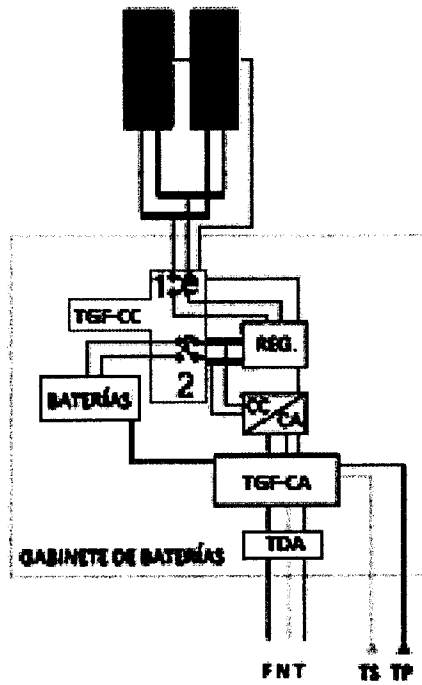 1
TGF-CC
REG.
2
BATERÍAS
CC
CA
TGF-CA
TDA
GABINETE DE BATERÍAS
F N T TS TP